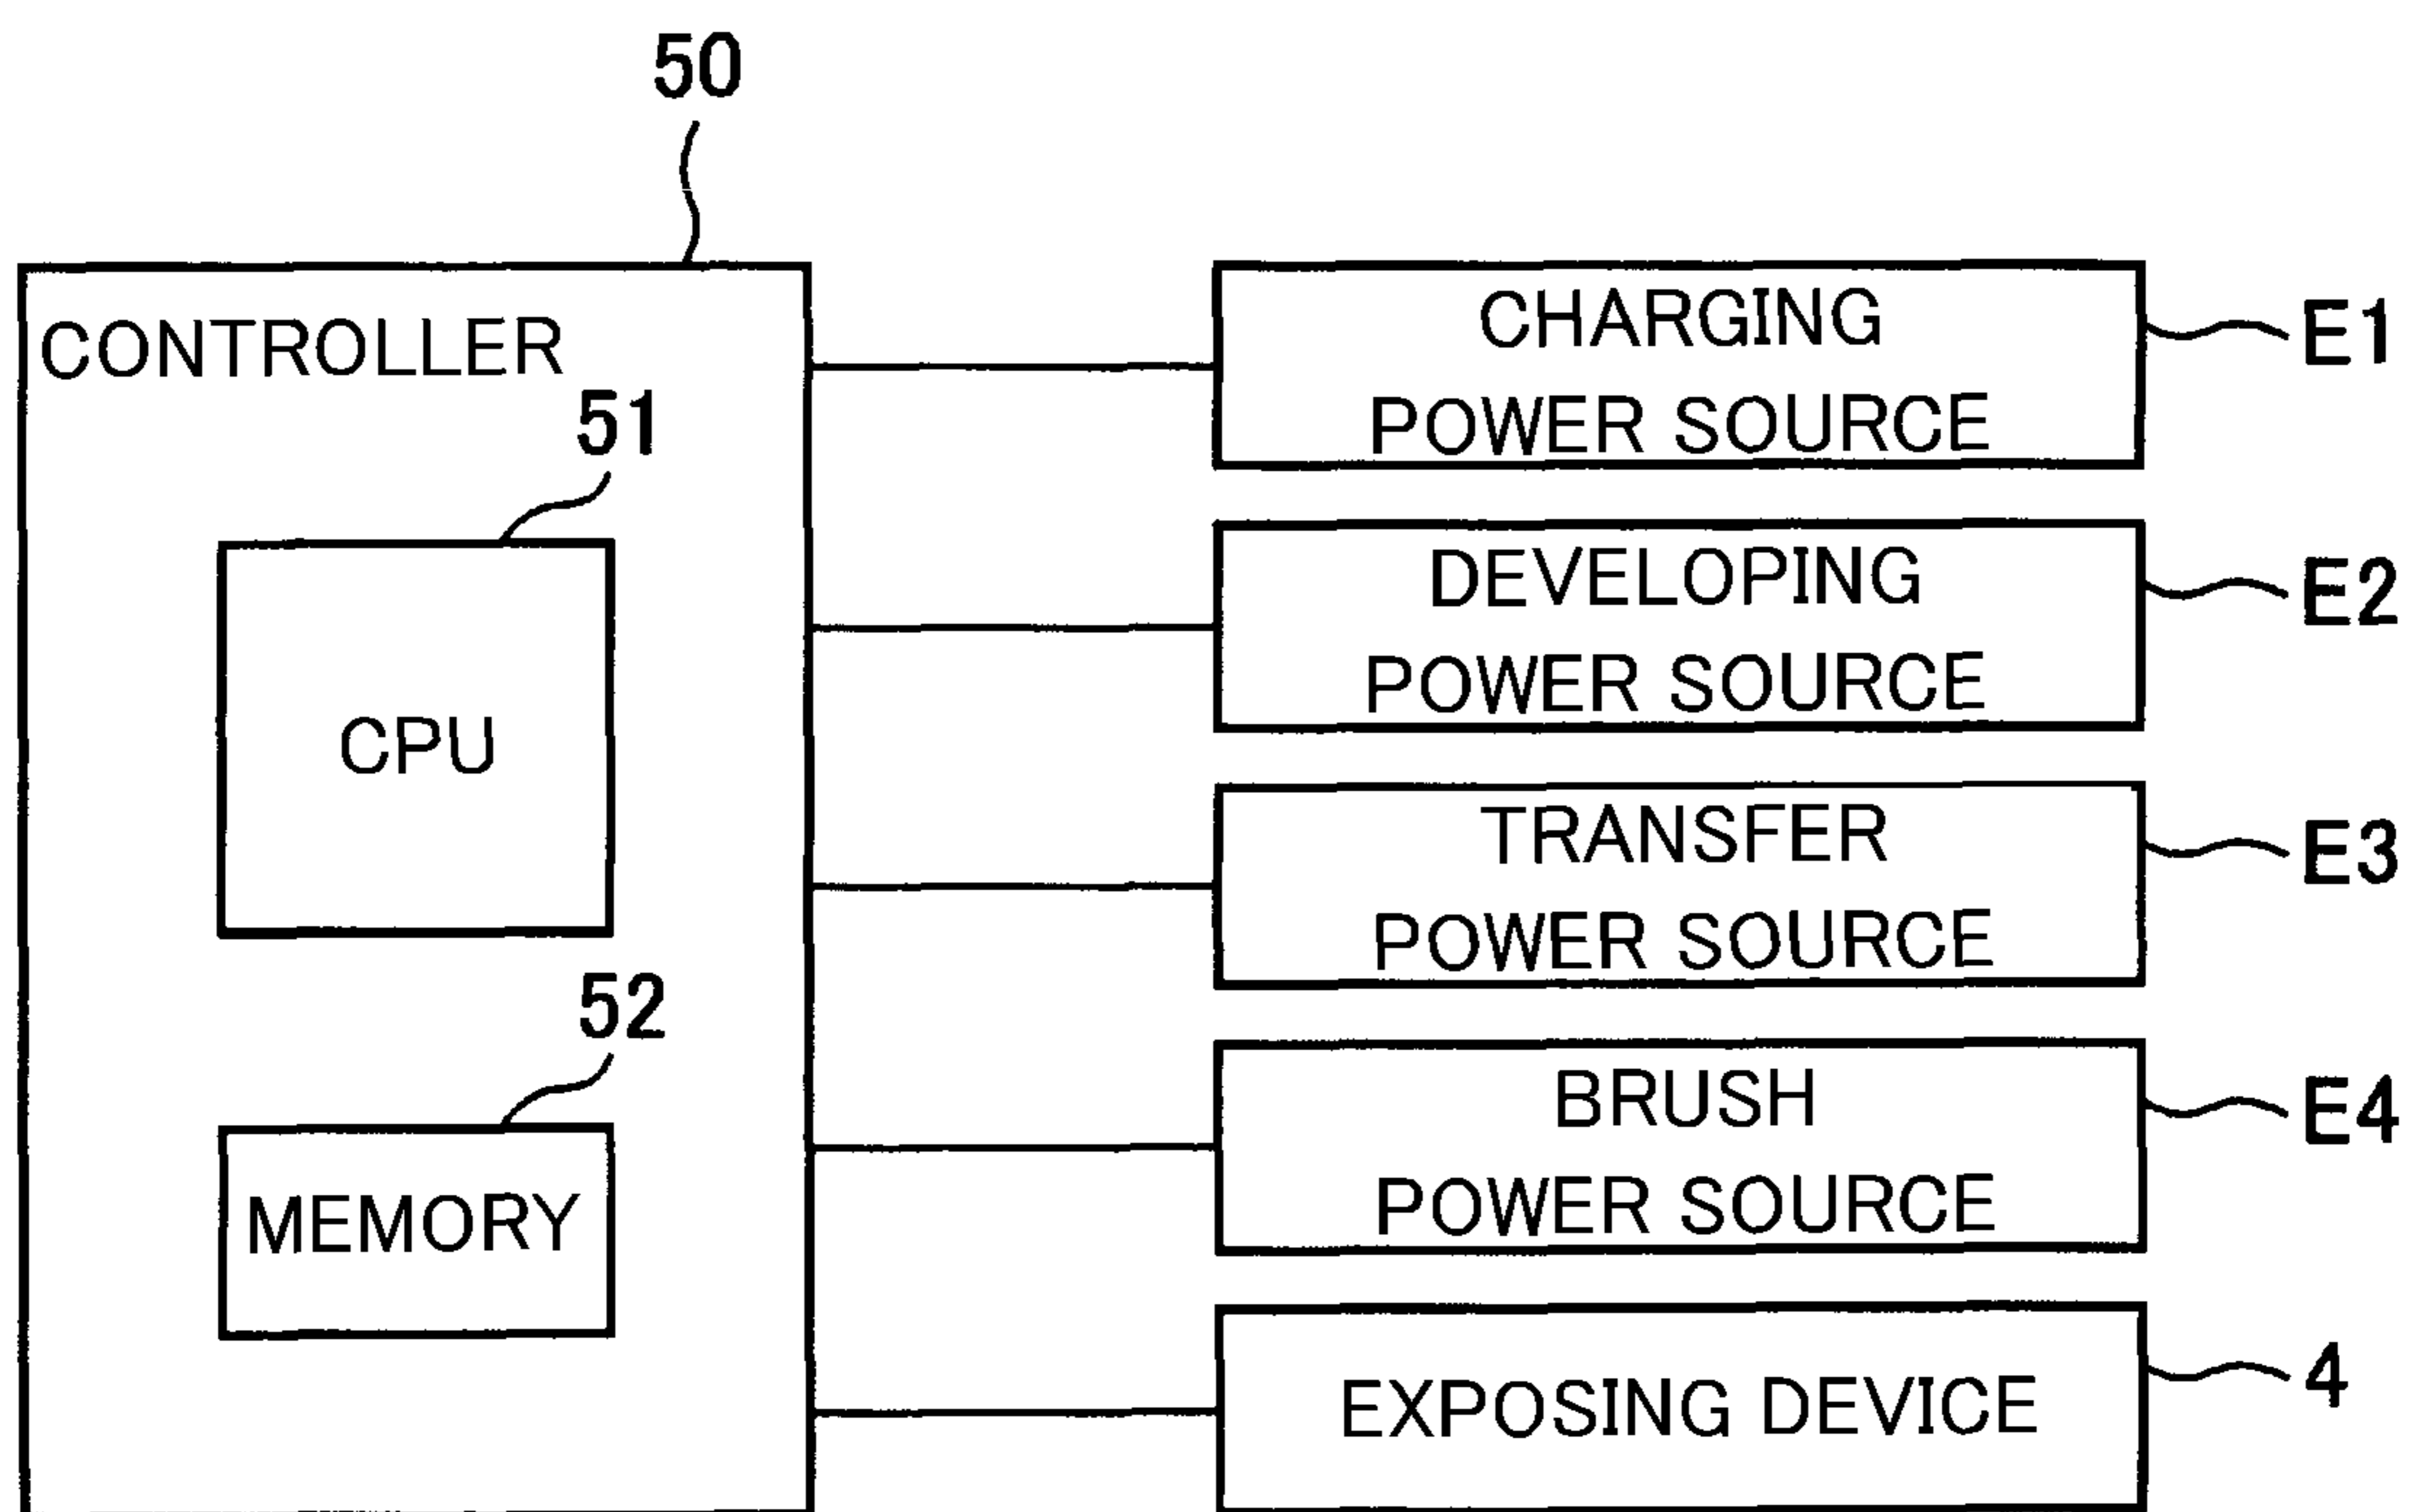 50
CONTROLLER
51
CPU
52
MEMORY
CHARGING
POWER SOURCE
E1
DEVELOPING
POWER SOURCE
E2
TRANSFER
POWER SOURCE
E3
BRUSH
POWER SOURCE
E4
EXPOSING DEVICE
4